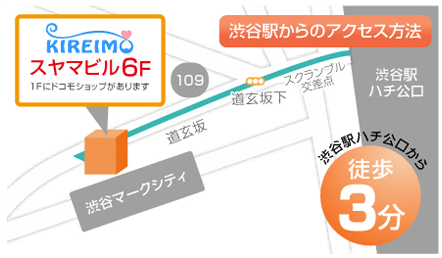 KIREIMO
スヤマビル6F
1Fにドコモショップがあります
渋谷駅からのアクセス方法
109
道玄坂下
スクランブル
交差点
渋谷駅
ハチ公口
道玄坂
渋谷マークシティ
渋谷駅ハチ公口から
徒歩
3分